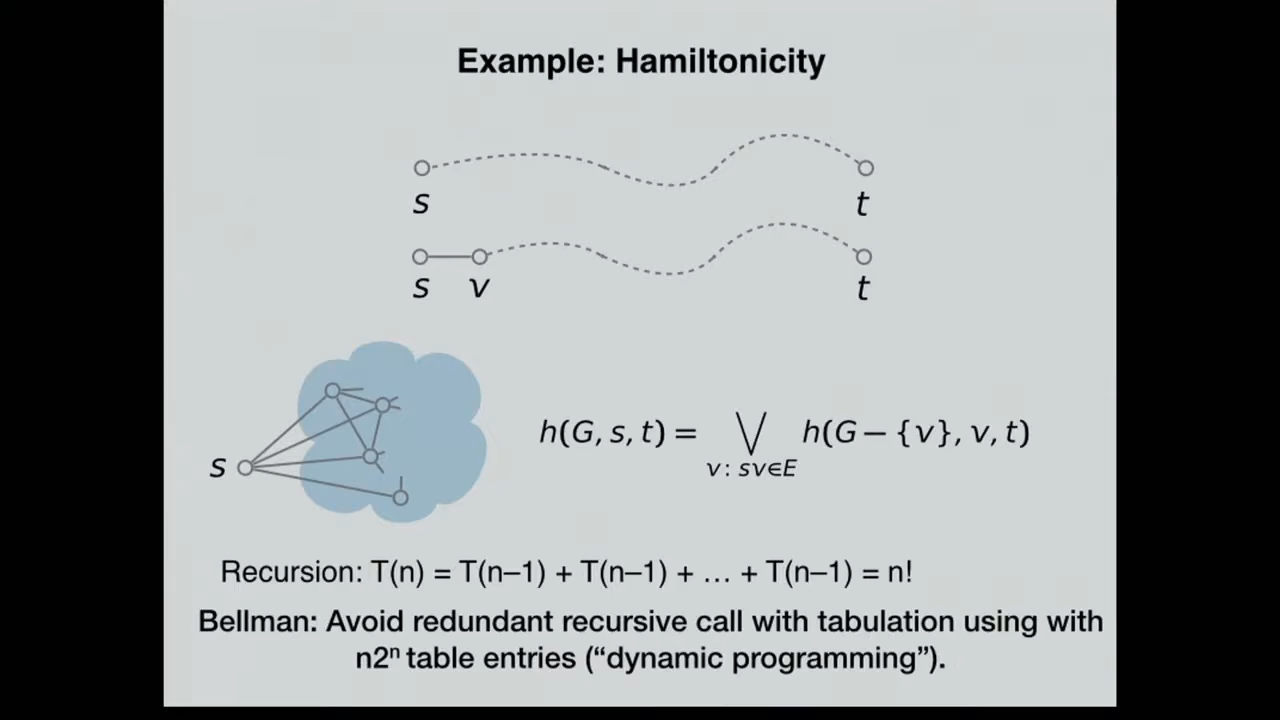 Example: Hamiltonicity
s
t
s
v
t
s
h(G, s, t) = ⋁ h(G − {v}, v, t)
v: sv∈E
Recursion: T(n) = T(n–1) + T(n–1) + … + T(n–1) = n!
Bellman: Avoid redundant recursive call with tabulation using with
n2ⁿ table entries (“dynamic programming”).